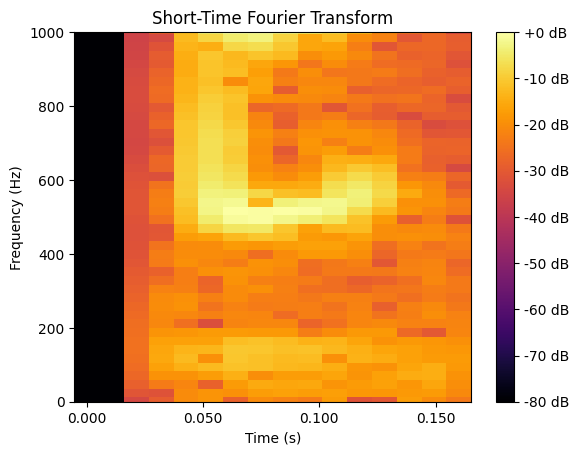 Short-Time Fourier Transform
1000
800
600
400
200
0
Frequency (Hz)
0.000
0.050
0.100
0.150
Time (s)
+0 dB
-10 dB
-20 dB
-30 dB
-40 dB
-50 dB
-60 dB
-70 dB
-80 dB